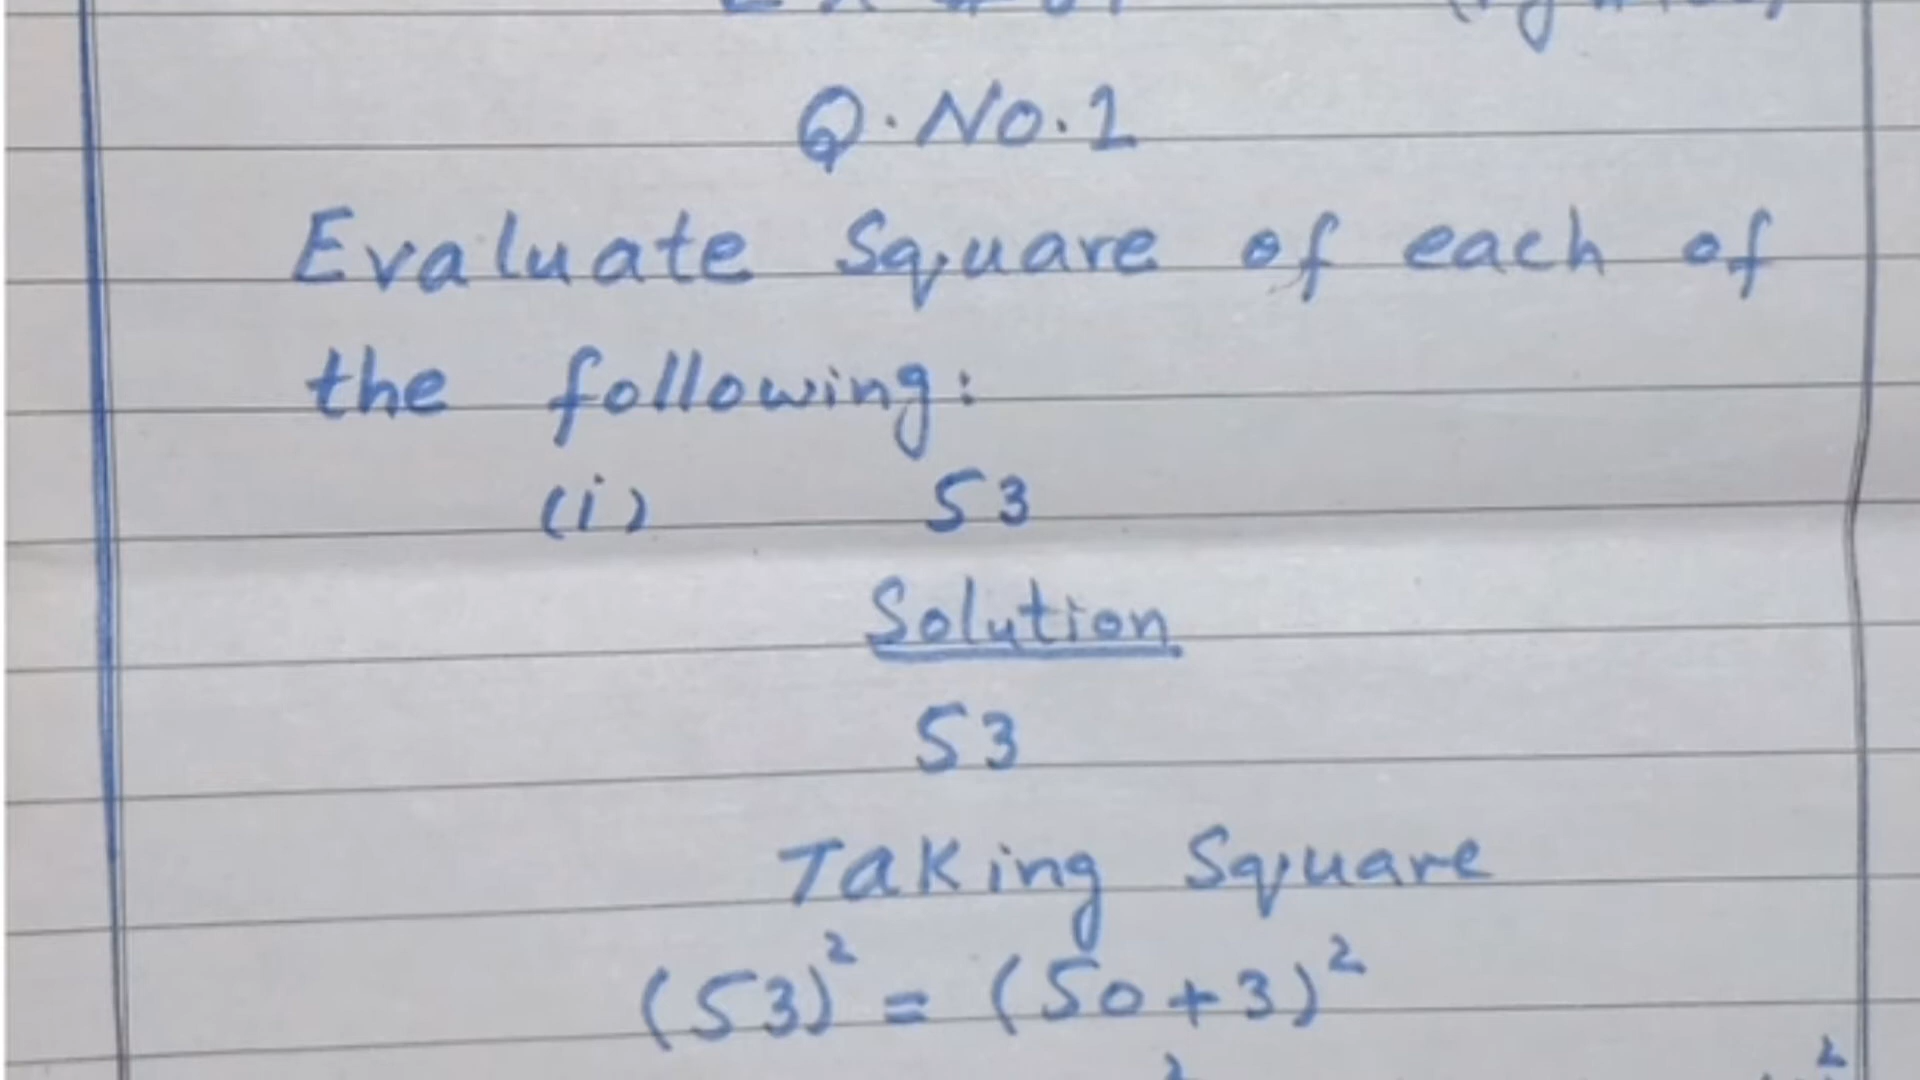 Q. No. 1
Evaluate Square of each of
the following:
(i) 53
Solution
53
Taking Square
(53)² = (50+3)²